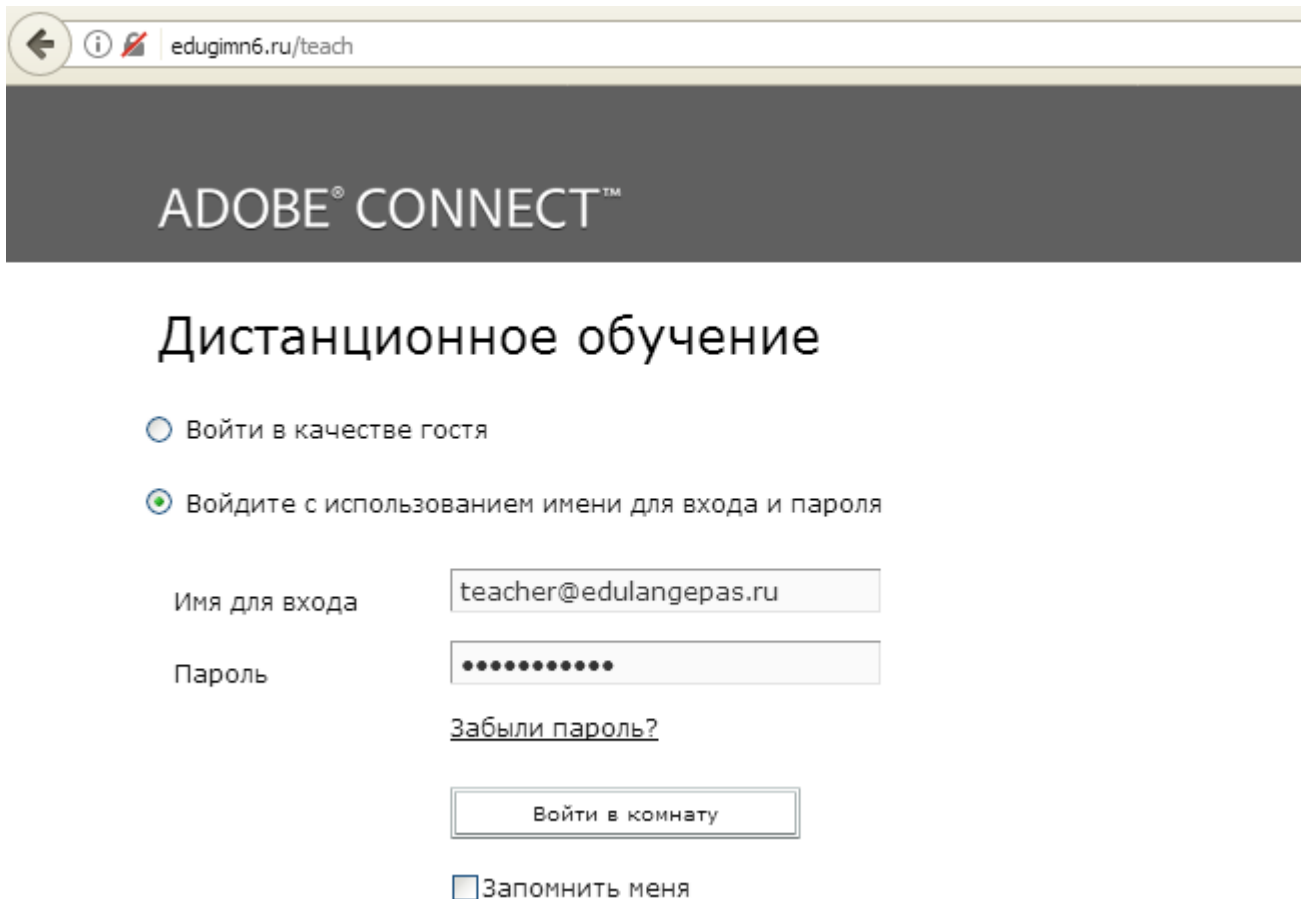 edugimn6.ru/teach
ADOBE® CONNECT™
Дистанционное обучение
Войти в качестве гостя
Войдите с использованием имени для входа и пароля
Имя для входа
teacher@edulangepas.ru
Пароль
•••••••••••
Забыли пароль?
Войти в комнату
Запомнить меня